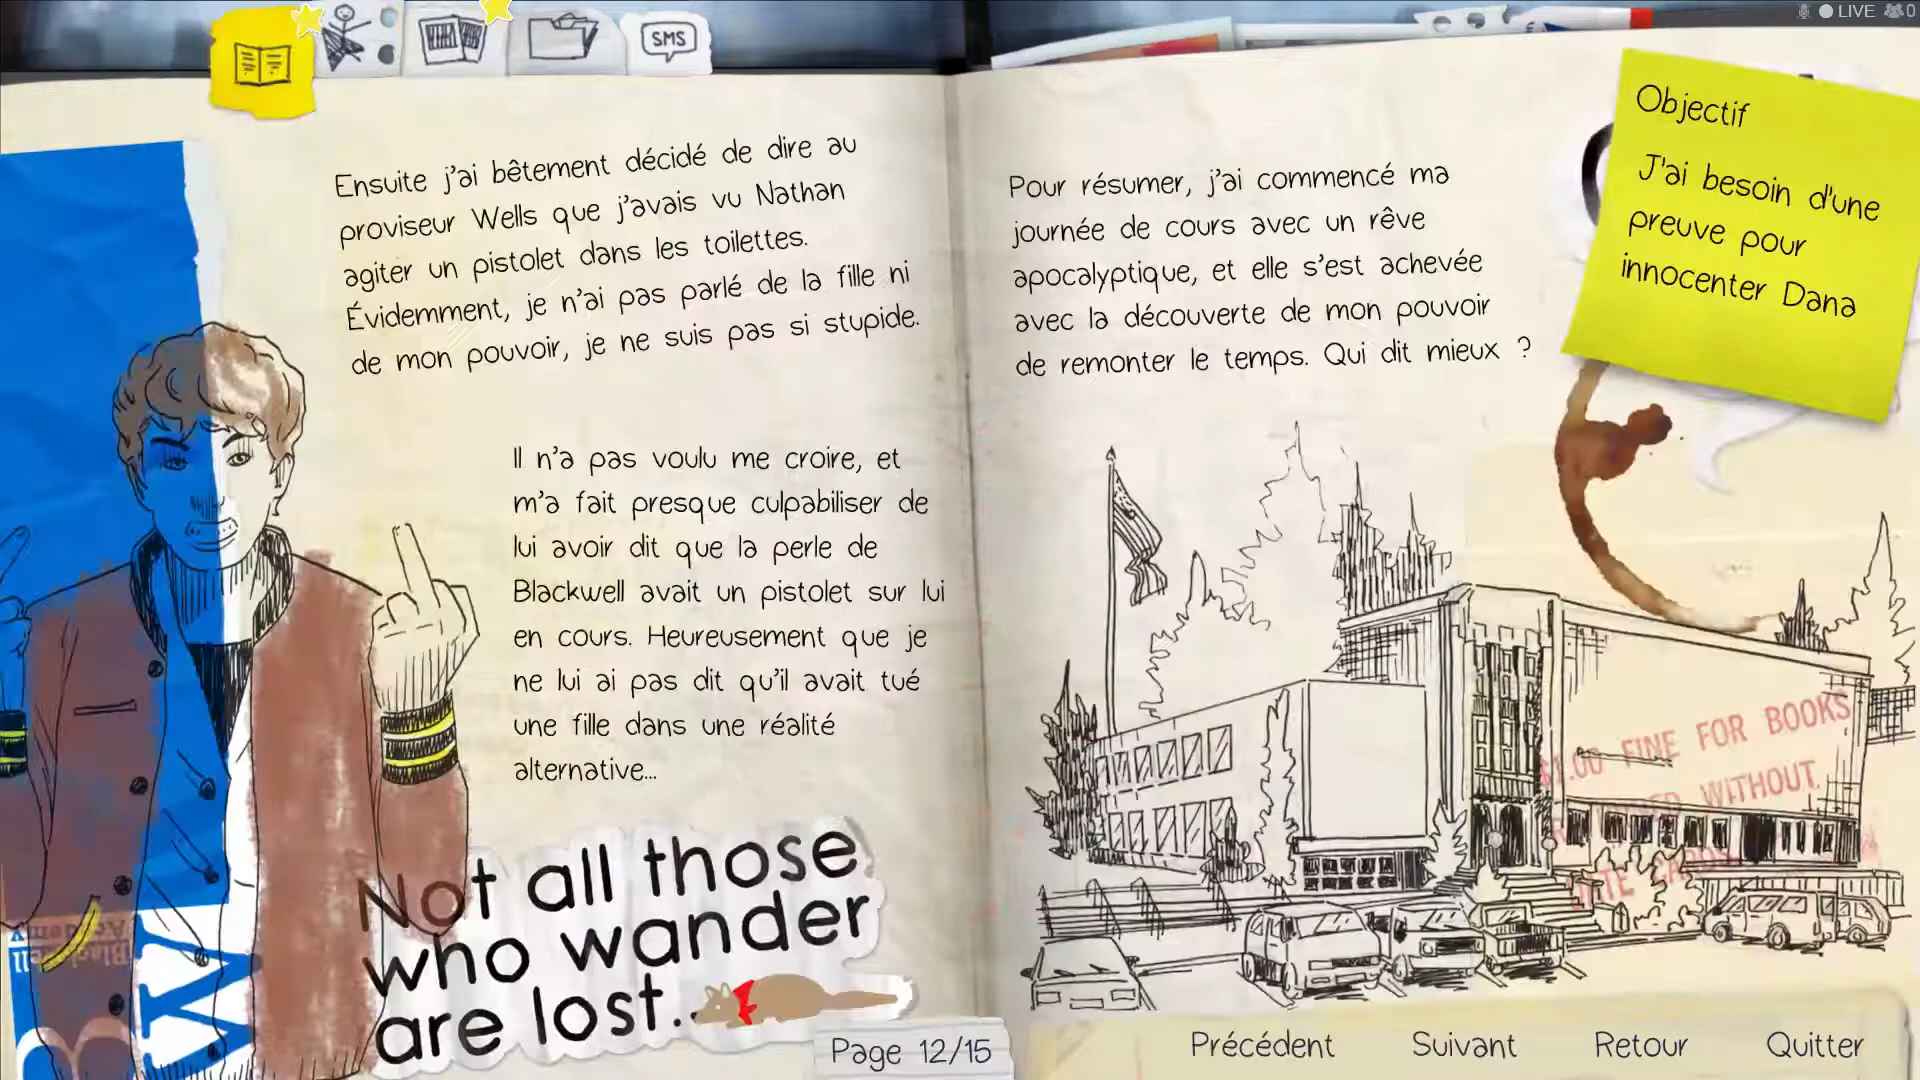 LIVE 0
SMS
Ensuite j'ai bêtement décidé de dire au
proviseur Wells que j'avais vu Nathan
agiter un pistolet dans les toilettes.
Évidemment, je n'ai pas parlé de la fille ni
de mon pouvoir, je ne suis pas si stupide.
Il n'a pas voulu me croire, et
m'a fait presque culpabiliser de
lui avoir dit que la perle de
Blackwell avait un pistolet sur lui
en cours. Heureusement que je
ne lui ai pas dit qu'il avait tué
une fille dans une réalité
alternative...
Not all those
who wander
are lost...
Page 12/15
Pour résumer, j'ai commencé ma
journée de cours avec un rêve
apocalyptique, et elle s'est achevée
avec la découverte de mon pouvoir
de remonter le temps. Qui dit mieux ?
Objectif
J'ai besoin d'une
preuve pour
innocenter Dana
$1.00 FINE FOR BOOKS
WITHOUT
Précédent Suivant Retour Quitter